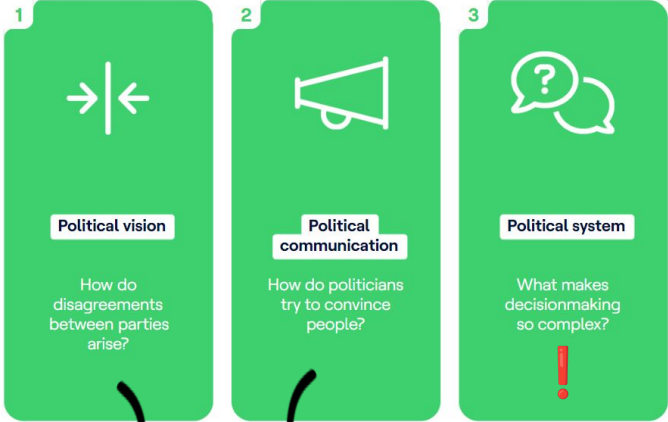 1
Political vision
How do
disagreements
between parties
arise?
2
Political
communication
How do politicians
try to convince
people?
3
?
Political system
What makes
decisionmaking
so complex?
❗